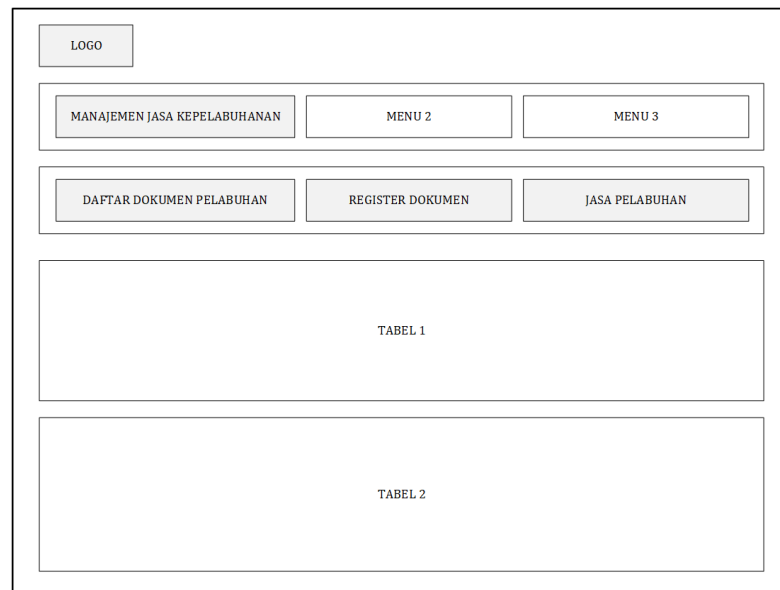 LOGO
MANAJEMEN JASA KEPELABUHANAN
MENU 2
MENU 3
DAFTAR DOKUMEN PELABUHAN
REGISTER DOKUMEN
JASA PELABUHAN
TABEL 1
TABEL 2